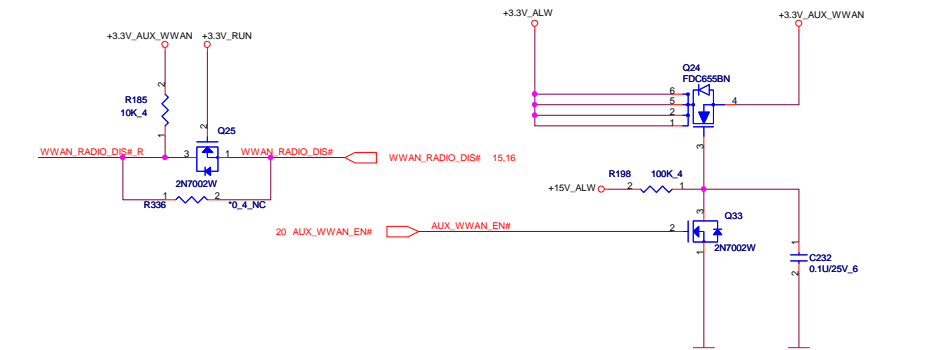 +3.3V_ALW
+3.3V_AUX_WWAN
+3.3V_AUX_WWAN
+3.3V_RUN
Q24
FDC655BN
R185
10K_4
2
1
2
Q25
6
5
2
1
4
3
WWAN_RADIO_DIS#_R
3
1
WWAN_RADIO_DIS#
WWAN_RADIO_DIS# 15,16
2N7002W
R336
1
2
*0_4_NC
+15V_ALW
R198
2
1
100K_4
20 AUX_WWAN_EN#
AUX_WWAN_EN#
2
3
1
Q33
2N7002W
1
2
C232
0.1U/25V_6